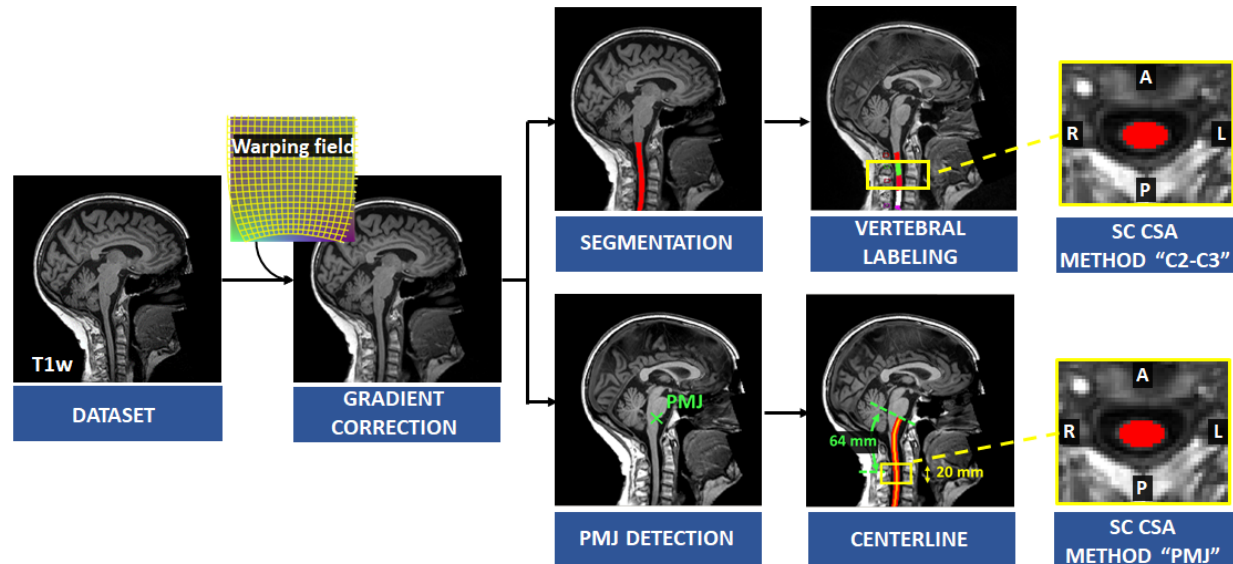 Warping field
T1w
DATASET
GRADIENT
CORRECTION
SEGMENTATION
VERTEBRAL
LABELING
A
R
L
P
SC CSA
METHOD “C2-C3”
PMJ
PMJ DETECTION
64 mm
20 mm
CENTERLINE
A
R
L
P
SC CSA
METHOD “PMJ”